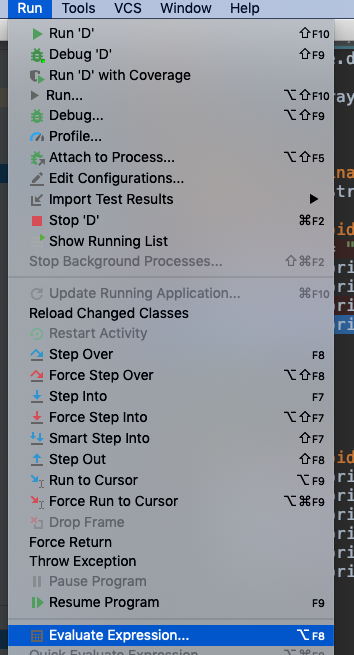 Run Tools VCS Window Help
Run 'D' ⇧F10
Debug 'D' ⇧F9
Run 'D' with Coverage
Run... ⌥⇧F10
Debug... ⌥⇧F9
Profile...
Attach to Process... ⌥⇧F5
Edit Configurations...
Import Test Results
Stop 'D' ⌘F2
Show Running List
Stop Background Processes... ⇧⌘F2
Update Running Application... ⌘F10
Reload Changed Classes
Restart Activity
Step Over F8
Force Step Over ⌥⇧F8
Step Into F7
Force Step Into ⌥⇧F7
Smart Step Into ⇧F7
Step Out ⇧F8
Run to Cursor ⌥F9
Force Run to Cursor ⌥⌘F9
Drop Frame
Force Return
Throw Exception
Pause Program
Resume Program F9
Evaluate Expression... ⌥F8
Quick Evaluate Expression